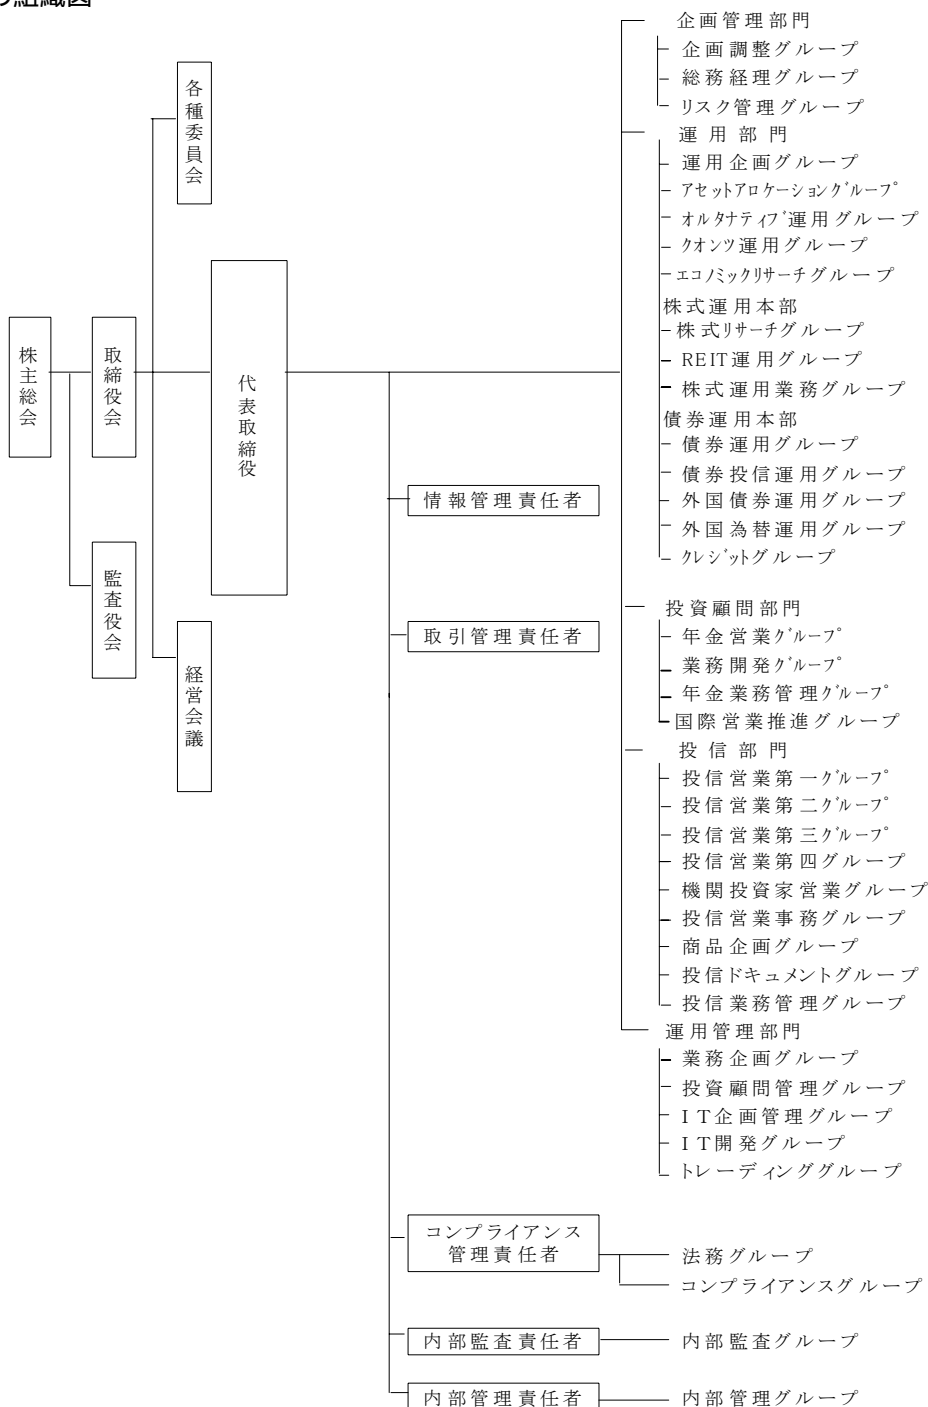 組織図
株主総会
取締役会
監査役会
各種委員会
経営会議
代表取締役
情報管理責任者
取引管理責任者
コンプライアンス
管理責任者
内部監査責任者
内部管理責任者
企画管理部門
企画調整グループ
総務経理グループ
リスク管理グループ
運用部門
運用企画グループ
アセットアロケーショングループ
オルタナティブ運用グループ
クオンツ運用グループ
エコノミックリサーチグループ
株式運用本部
株式リサーチグループ
REIT運用グループ
株式運用業務グループ
債券運用本部
債券運用グループ
債券投信運用グループ
外国債券運用グループ
外国為替運用グループ
クレジットグループ
投資顧問部門
年金営業グループ
業務開発グループ
年金業務管理グループ
国際営業推進グループ
投信部門
投信営業第一グループ
投信営業第二グループ
投信営業第三グループ
投信営業第四グループ
機関投資家営業グループ
投信営業事務グループ
商品企画グループ
投信ドキュメントグループ
投信業務管理グループ
運用管理部門
業務企画グループ
投資顧問管理グループ
IT企画管理グループ
IT開発グループ
トレーディンググループ
法務グループ
コンプライアンスグループ
内部監査グループ
内部管理グループ